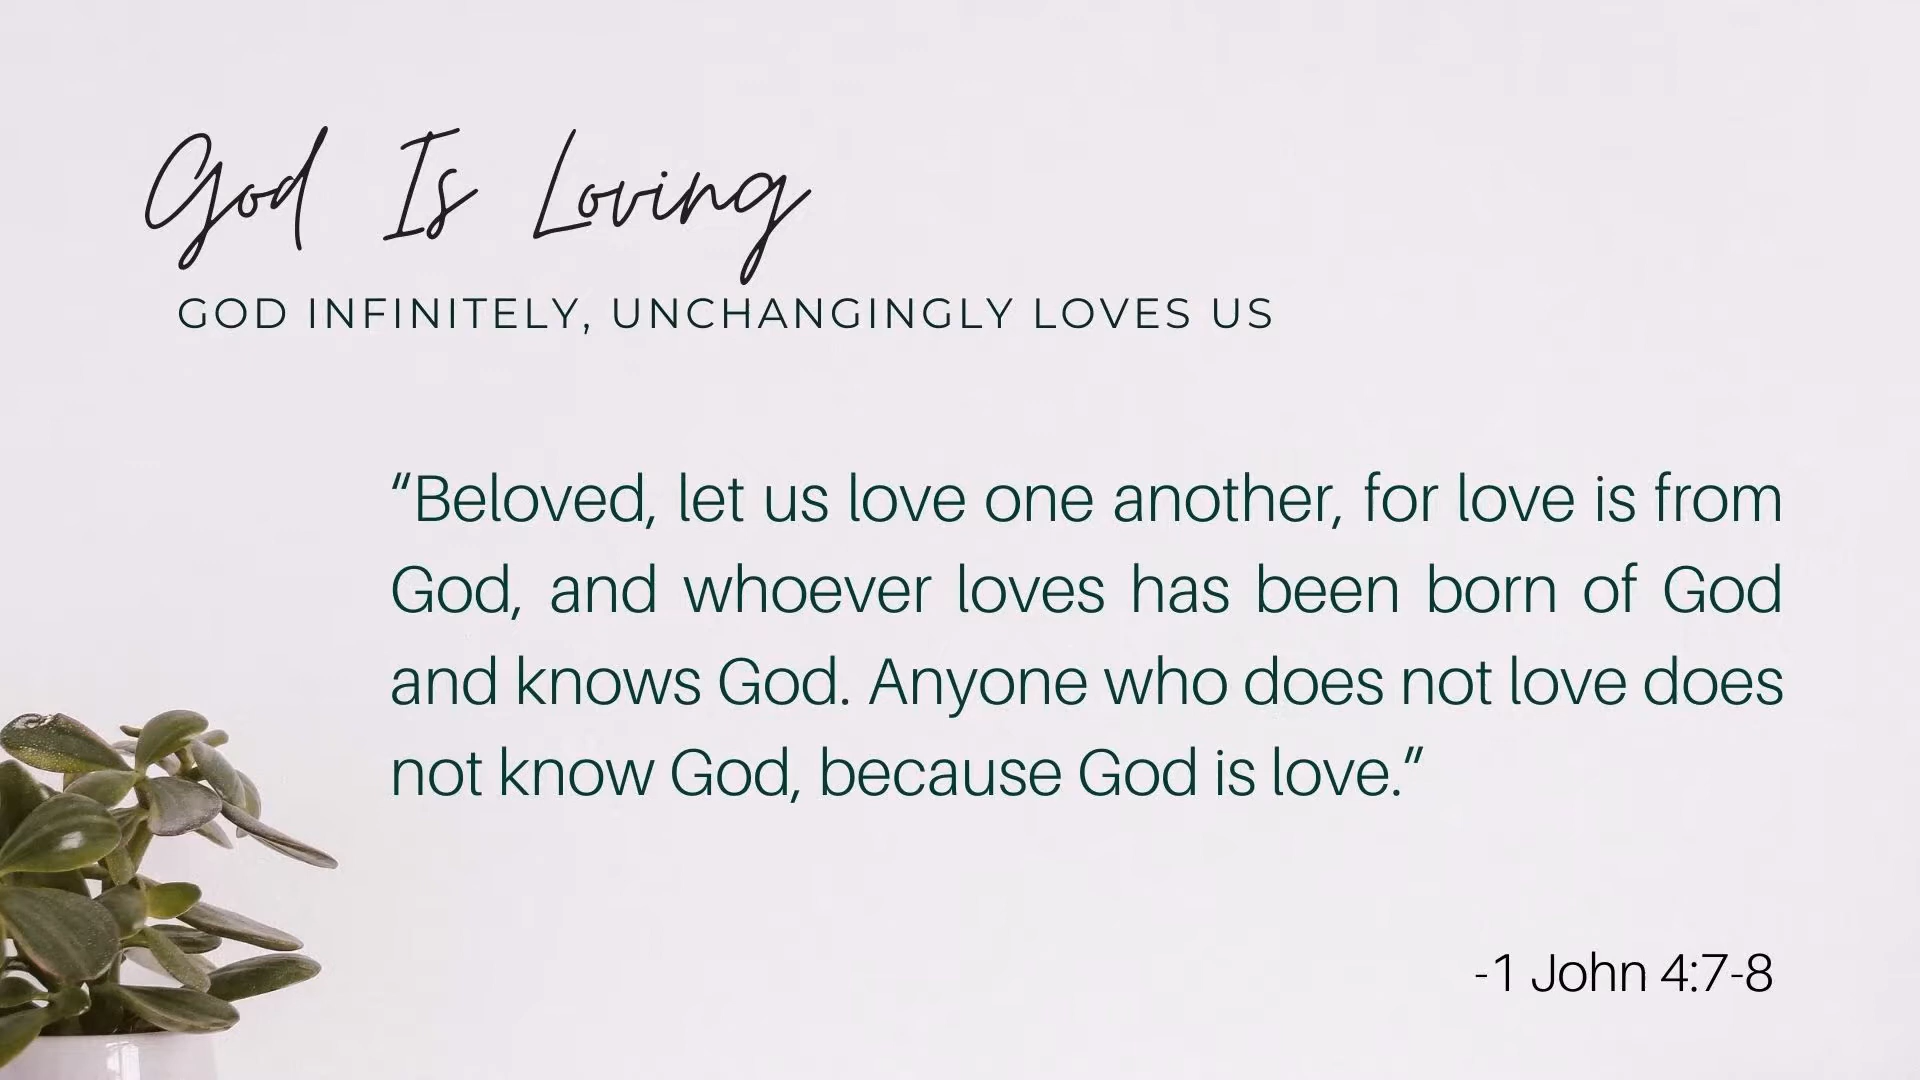 God Is Loving
GOD INFINITELY, UNCHANGINGLY LOVES US
“Beloved, let us love one another, for love is from
God, and whoever loves has been born of God
and knows God. Anyone who does not love does
not know God, because God is love.”
-1 John 4:7-8